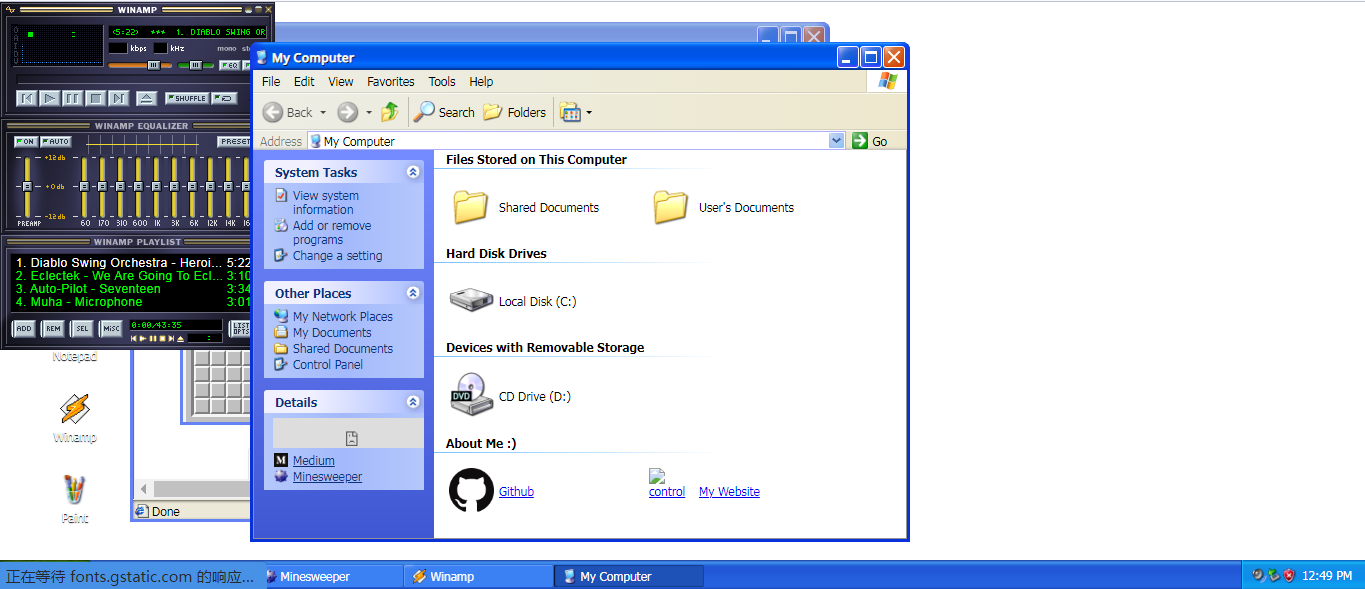 WINAMP
(5:22) *** 1. DIABLO SWING OR
kbps kHz mono
EQ
SHUFFLE
WINAMP EQUALIZER
ON AUTO PRESET
+12 db
+0 db
-12 db
PREAMP 60 170 310 600 1K 3K 6K 12K 14K
WINAMP PLAYLIST
1. Diablo Swing Orchestra - Heroi... 5:22
2. Eclectek - We Are Going To Ecl... 3:10
3. Auto-Pilot - Seventeen 3:34
4. Muha - Microphone 3:01
ADD REM SEL MISC 0:00/43:35 LIST OPTS
Notepad
Winamp
Paint
Done
My Computer
File Edit View Favorites Tools Help
Back Search Folders
Address My Computer Go
System Tasks
View system
information
Add or remove
programs
Change a setting
Other Places
My Network Places
My Documents
Shared Documents
Control Panel
Details
Medium
Minesweeper
Files Stored on This Computer
Shared Documents User's Documents
Hard Disk Drives
Local Disk (C:)
Devices with Removable Storage
DVD CD Drive (D:)
About Me :)
Github control My Website
正在等待 fonts.gstatic.com 的响应... Minesweeper Winamp My Computer 12:49 PM